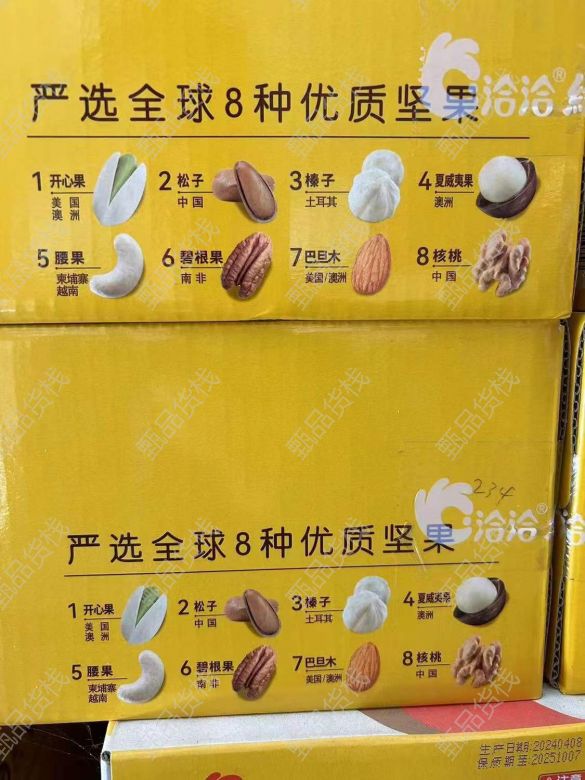 严选全球8种优质坚果
洽洽®
1 开心果
美国
澳洲
2 松子
中国
3 榛子
土耳其
4 夏威夷果
澳洲
5 腰果
柬埔寨
越南
6 碧根果
南非
7 巴旦木
美国/澳洲
8 核桃
中国
234
严选全球8种优质坚果
洽洽®
1 开心果
美国
澳洲
2 松子
中国
3 榛子
土耳其
4 夏威夷果
澳洲
5 腰果
柬埔寨
越南
6 碧根果
南非
7 巴旦木
美国/澳洲
8 核桃
中国
生产日期:20240408
保质期至:20251007
甄品货栈